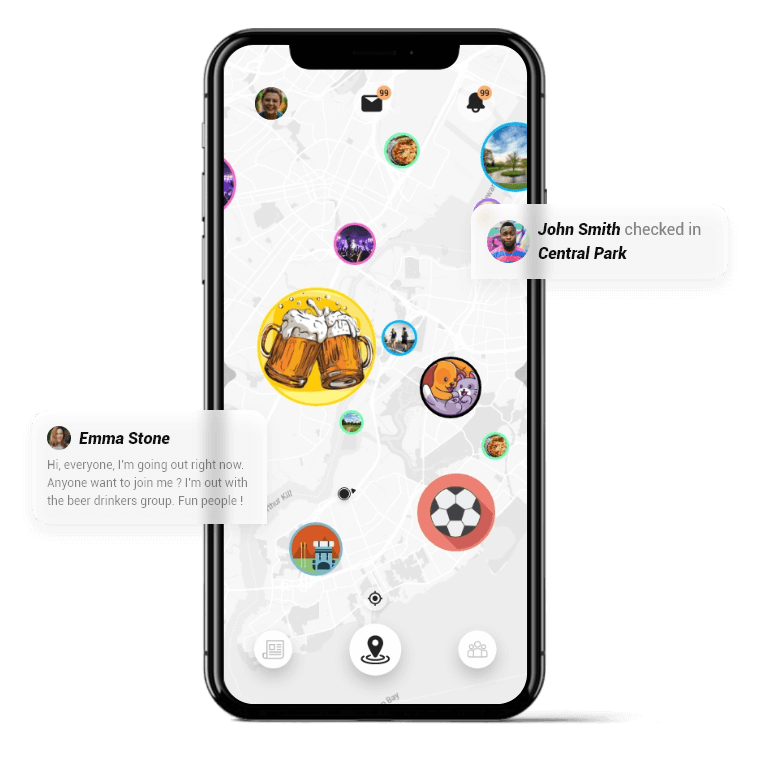 99
99
John Smith checked in
Central Park
Emma Stone
Hi, everyone, I'm going out right now.
Anyone want to join me ? I'm out with
the beer drinkers group. Fun people !
Kill
Bay